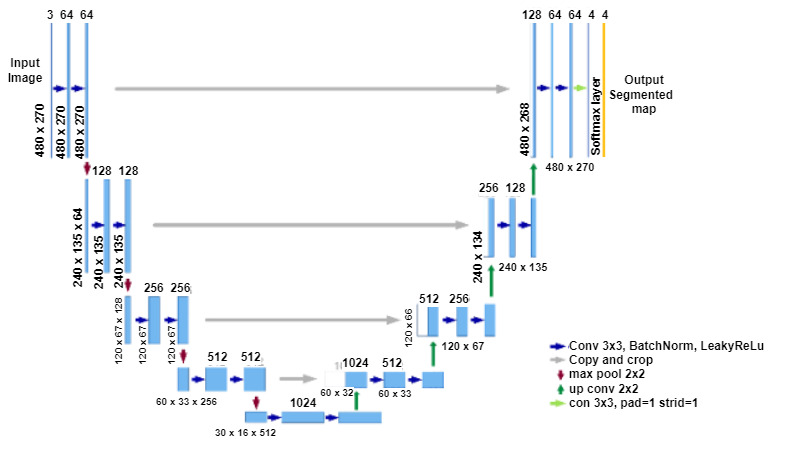 3 64 64
Input
Image
480 x 270
480 x 270
480 x 270
128 64 64 4 4
480 x 268
Softmax layer
Output
Segmented
map
480 x 270
128 128
240 x 135 x 64
240 x 135
240 x 135
256 128
240 x 134
240 x 135
256 256
120 x 67 x 128
120 x 67
120 x 67
512 256
120 x 66
120 x 67
512 512
60 x 33 x 256
1024 512
60 x 32
60 x 33
1024
30 x 16 x 512
Conv 3x3, BatchNorm, LeakyReLu
Copy and crop
max pool 2x2
up conv 2x2
con 3x3, pad=1 strid=1